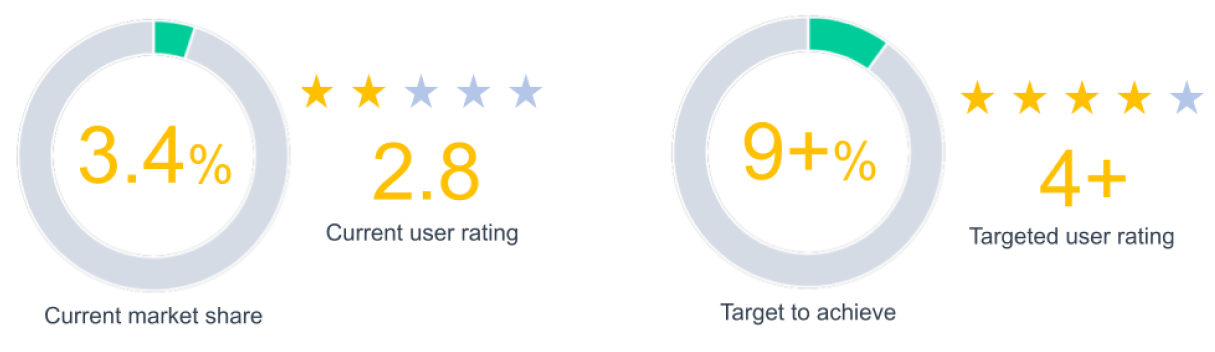 3.4%
2.8
Current user rating
Current market share
9+%
4+
Targeted user rating
Target to achieve